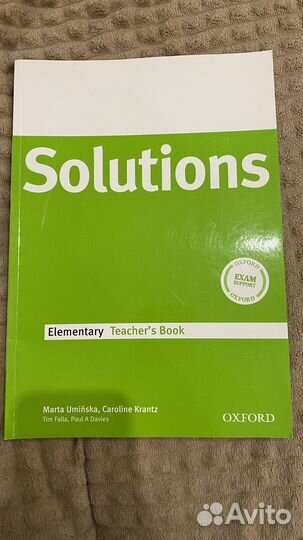 Solutions
OXFORD
EXAM
SUPPORT
OXFORD
Elementary Teacher's Book
Marta Umińska, Caroline Krantz
Tim Falla, Paul A Davies
OXFORD
Avito